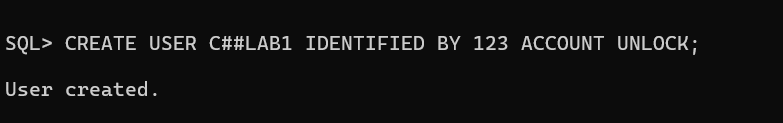 SQL> CREATE USER C##LAB1 IDENTIFIED BY 123 ACCOUNT UNLOCK;
User created.